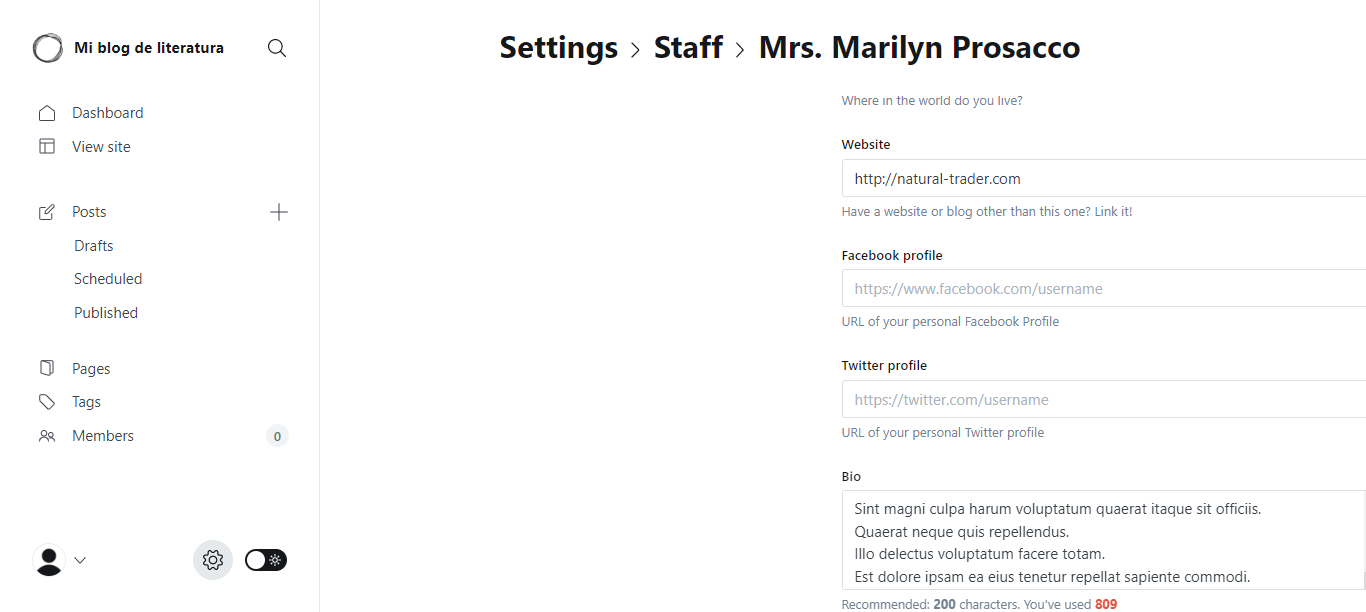 Mi blog de literatura
Dashboard
View site
Posts
Drafts
Scheduled
Published
Pages
Tags
Members
0
Settings > Staff > Mrs. Marilyn Prosacco
Where in the world do you live?
Website
http://natural-trader.com
Have a website or blog other than this one? Link it!
Facebook profile
https://www.facebook.com/username
URL of your personal Facebook Profile
Twitter profile
https://twitter.com/username
URL of your personal Twitter profile
Bio
Sint magni culpa harum voluptatum quaerat itaque sit officiis.
Quaerat neque quis repellendus.
Illo delectus voluptatum facere totam.
Est dolore ipsam ea eius tenetur repellat sapiente commodi.
Recommended: 200 characters. You've used 809